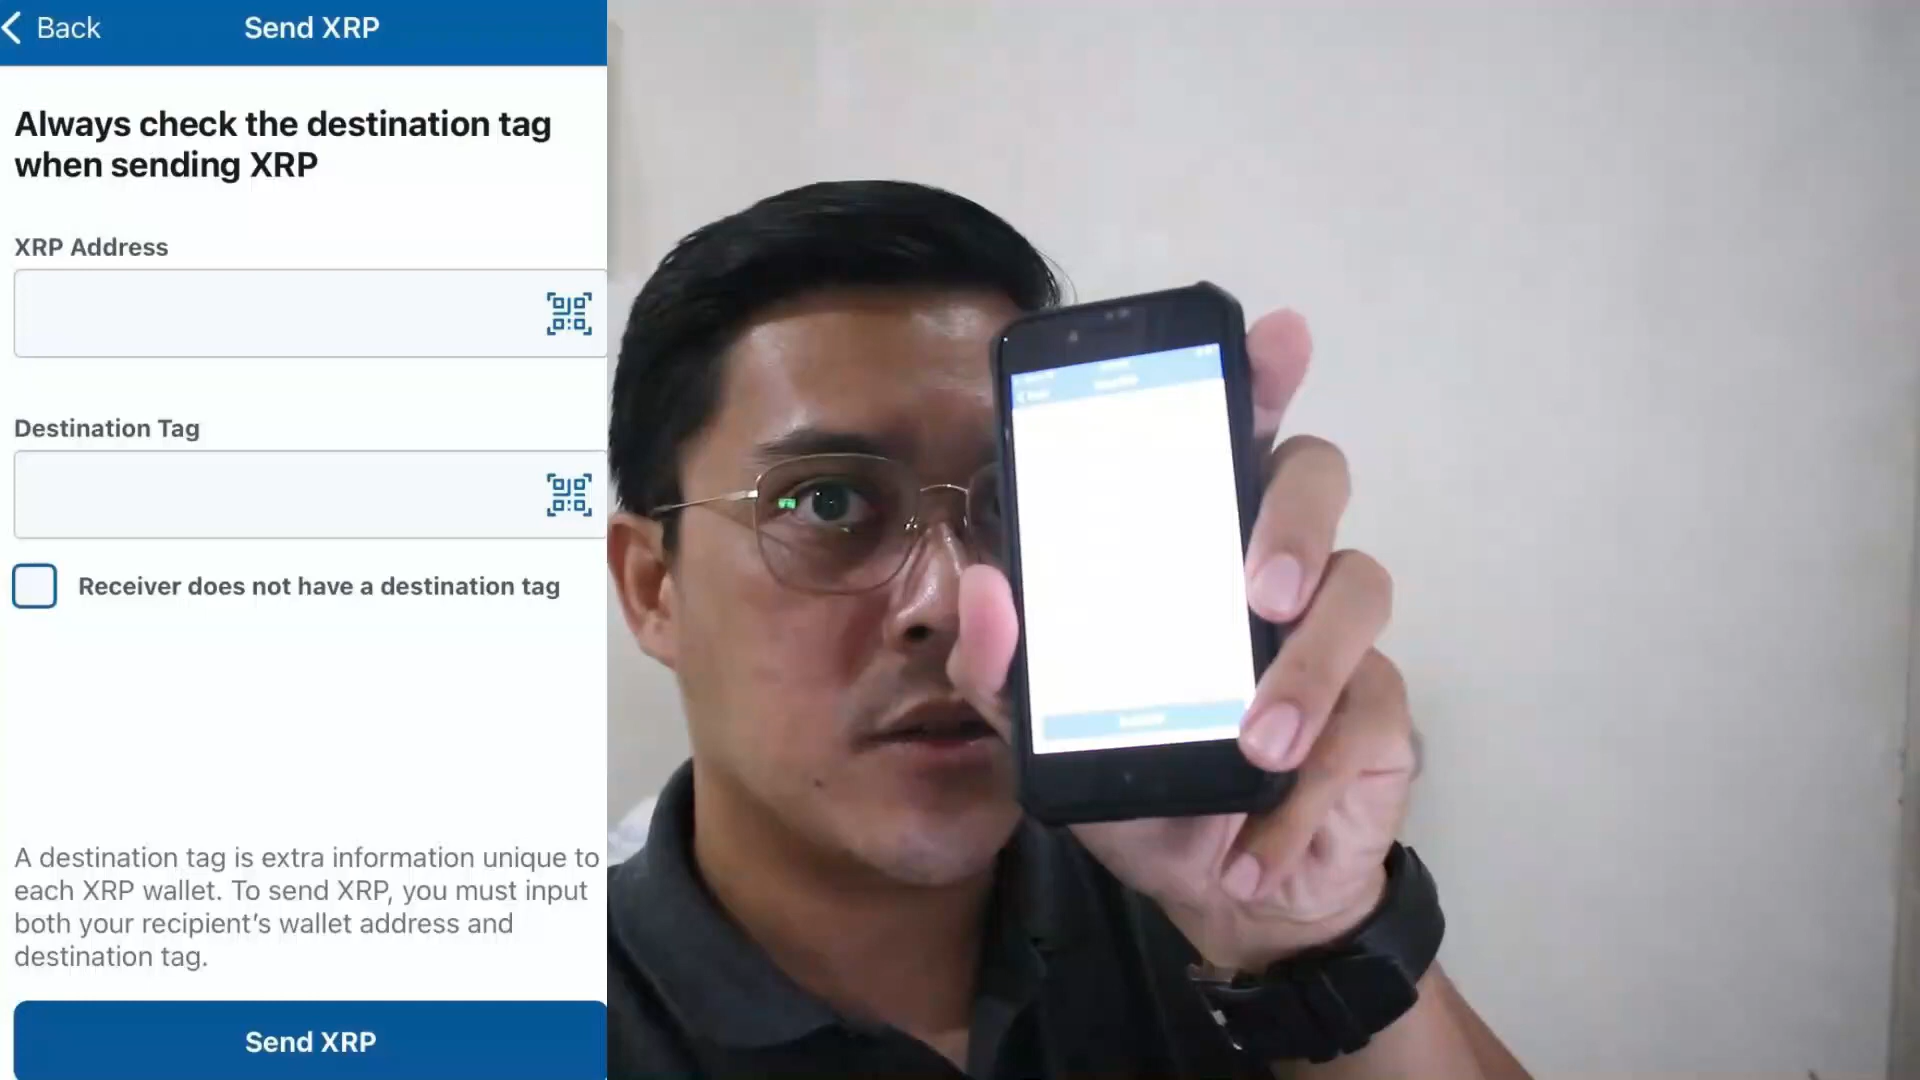 Back
Send XRP
Always check the destination tag
when sending XRP
XRP Address
Destination Tag
Receiver does not have a destination tag
A destination tag is extra information unique to
each XRP wallet. To send XRP, you must input
both your recipient's wallet address and
destination tag.
Send XRP